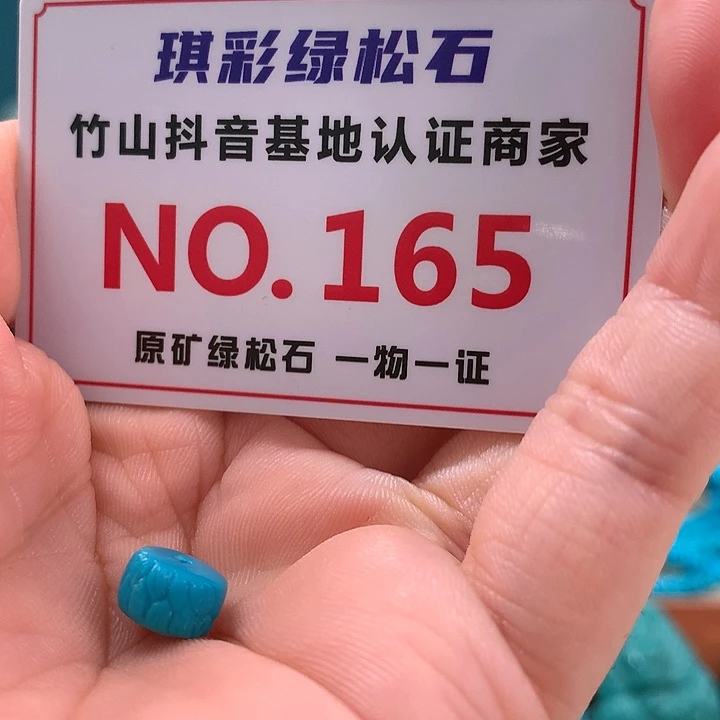 琪彩绿松石
竹山抖音基地认证商家
NO.165
原矿绿松石 一物一证